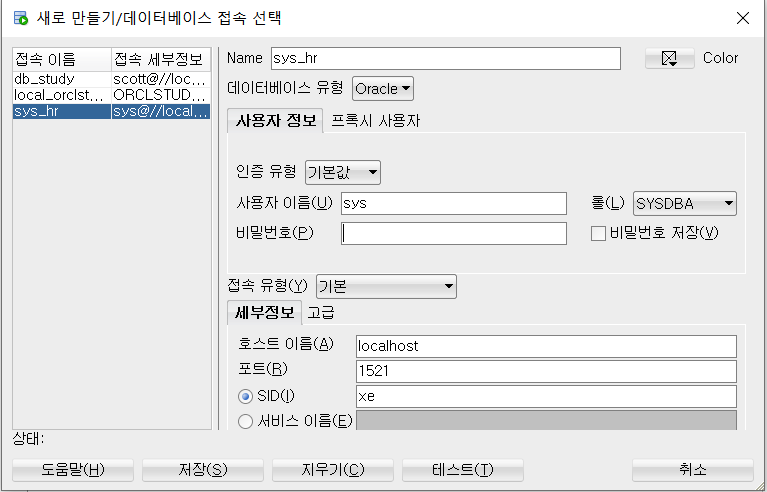 새로 만들기/데이터베이스 접속 선택
접속 이름 접속 세부정보
db_study scott@//loc...
local_orclst... ORCLSTUD...
sys_hr sys@//local...
Name sys_hr Color
데이터베이스 유형 Oracle
사용자 정보 프록시 사용자
인증 유형 기본값
사용자 이름(U) sys 롤(L) SYSDBA
비밀번호(P) 비밀번호 저장(V)
접속 유형(Y) 기본
세부정보 고급
호스트 이름(A) localhost
포트(R) 1521
SID(I) xe
서비스 이름(E)
상태:
도움말(H) 저장(S) 지우기(C) 테스트(T) 취소